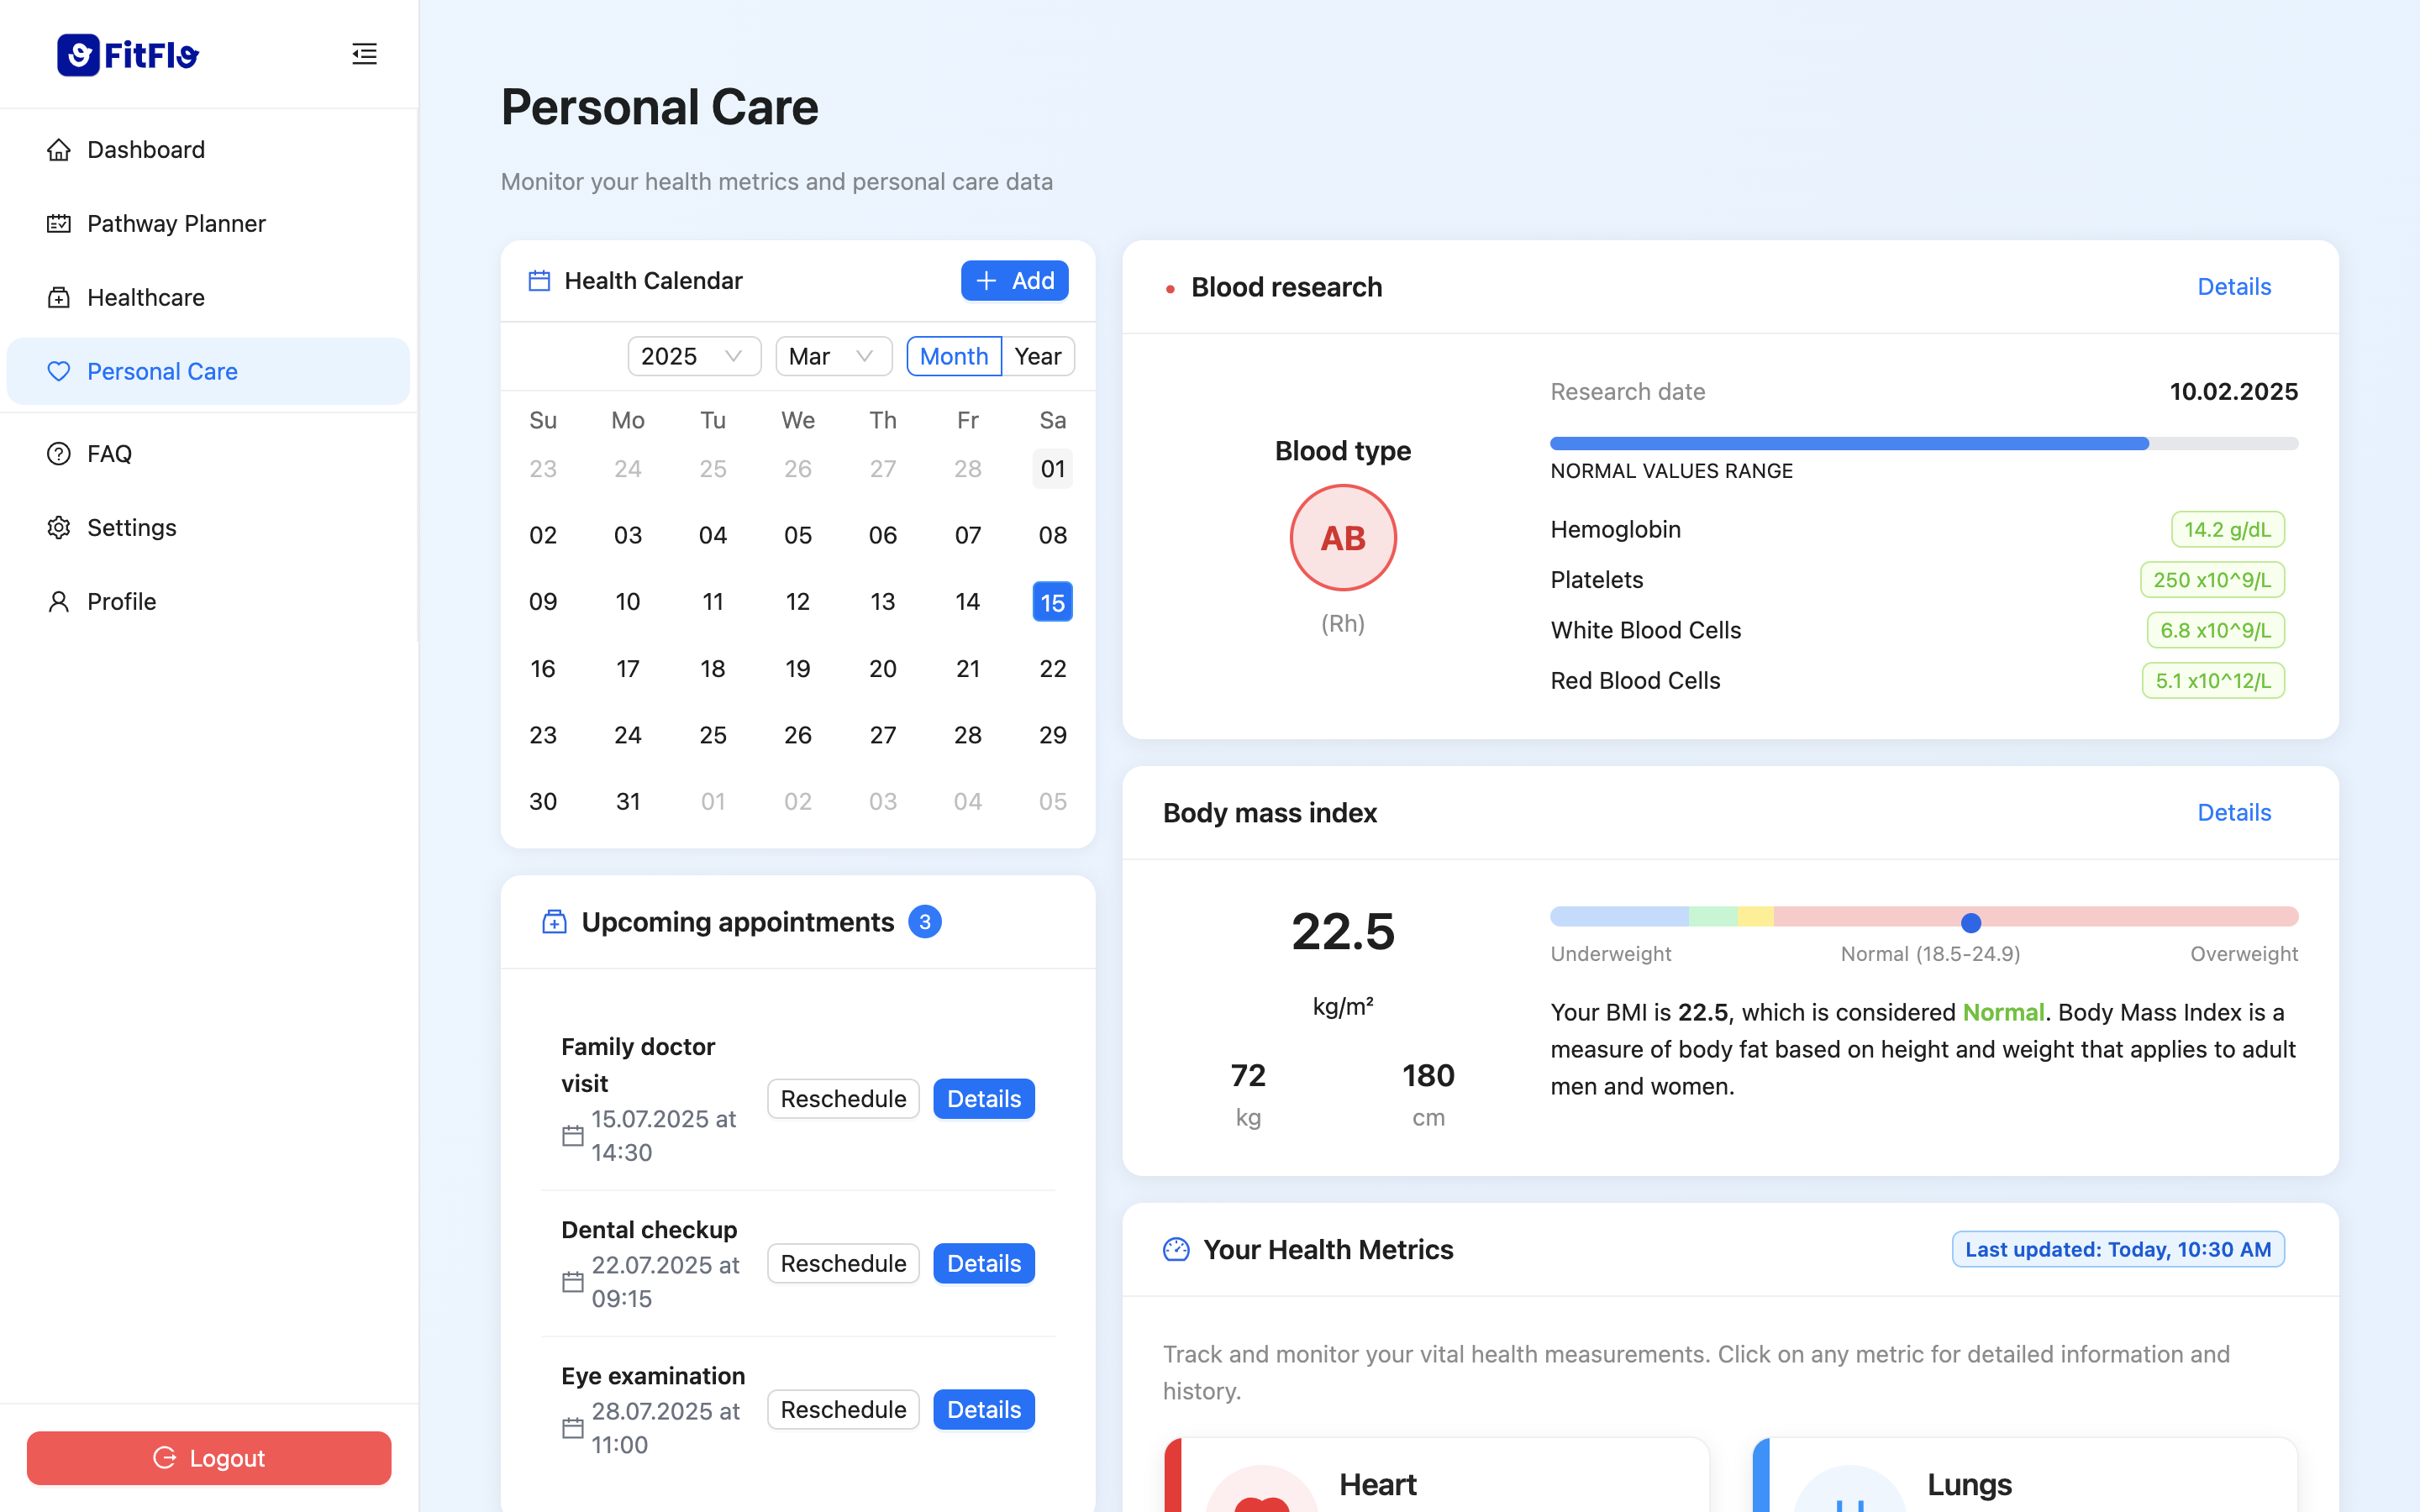 FitFlo
Dashboard
Pathway Planner
Healthcare
Personal Care
FAQ
Settings
Profile
Logout
Personal Care
Monitor your health metrics and personal care data
Health Calendar
Add
2025
Mar
Month
Year
Su Mo Tu We Th Fr Sa
23 24 25 26 27 28 01
02 03 04 05 06 07 08
09 10 11 12 13 14 15
16 17 18 19 20 21 22
23 24 25 26 27 28 29
30 31 01 02 03 04 05
Upcoming appointments 3
Family doctor
visit
15.07.2025 at
14:30
Reschedule
Details
Dental checkup
22.07.2025 at
09:15
Reschedule
Details
Eye examination
28.07.2025 at
11:00
Reschedule
Details
Blood research
Details
Blood type
AB
(Rh)
Research date 10.02.2025
NORMAL VALUES RANGE
Hemoglobin 14.2 g/dL
Platelets 250 x10^9/L
White Blood Cells 6.8 x10^9/L
Red Blood Cells 5.1 x10^12/L
Body mass index
Details
22.5
kg/m²
72
kg
180
cm
Underweight Normal (18.5-24.9) Overweight
Your BMI is 22.5, which is considered Normal. Body Mass Index is a
measure of body fat based on height and weight that applies to adult
men and women.
Your Health Metrics
Last updated: Today, 10:30 AM
Track and monitor your vital health measurements. Click on any metric for detailed information and
history.
Heart
Lungs